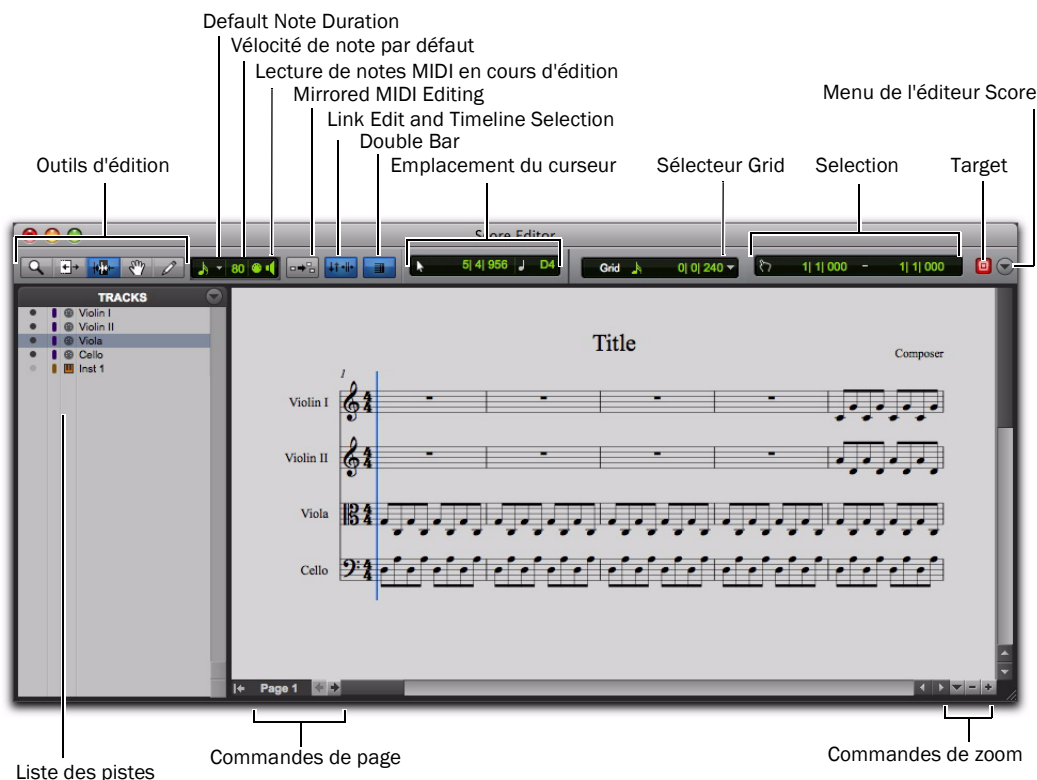 Default Note Duration
Vélocité de note par défaut
Lecture de notes MIDI en cours d'édition
Mirrored MIDI Editing
Menu de l'éditeur Score
Link Edit and Timeline Selection
Double Bar
Outils d'édition
Emplacement du curseur
Sélecteur Grid
Selection
Target
Score Editor
80
5| 4| 956
D4
Grid
0| 0| 240
1| 1| 000 - 1| 1| 000
TRACKS
Violin I
Violin II
Viola
Cello
Inst 1
Title
Composer
1
Violin I
Violin II
Viola
Cello
Page 1
Commandes de page
Commandes de zoom
Liste des pistes